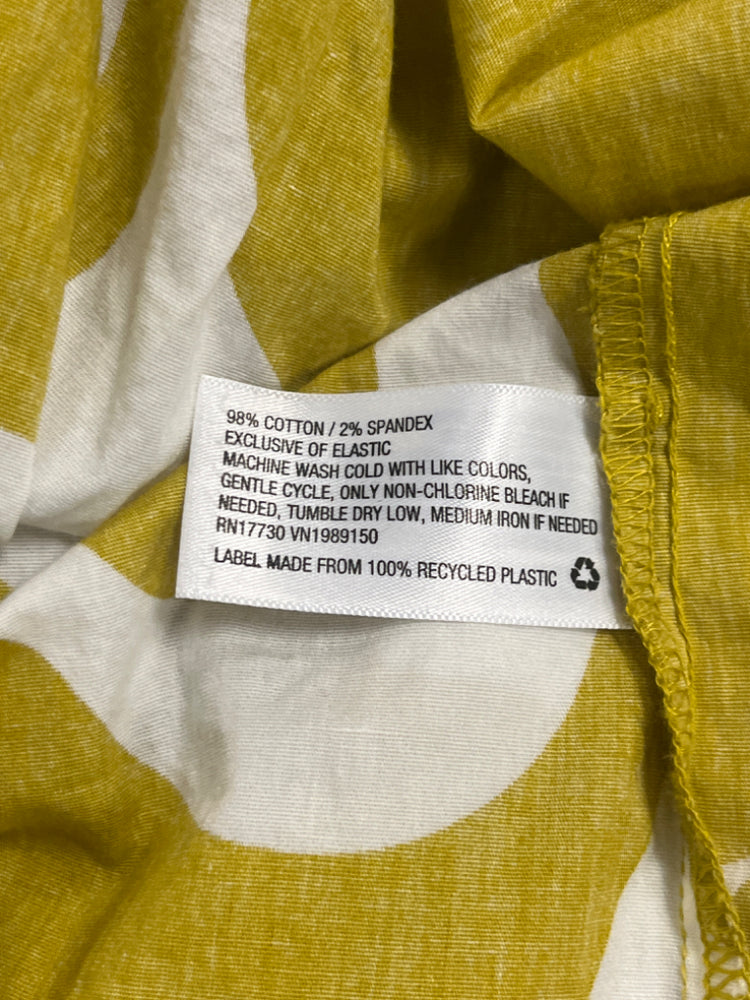 98% COTTON / 2% SPANDEX
EXCLUSIVE OF ELASTIC
MACHINE WASH COLD WITH LIKE COLORS,
GENTLE CYCLE, ONLY NON-CHLORINE BLEACH IF
NEEDED, TUMBLE DRY LOW, MEDIUM IRON IF NEEDED
RN17730 VN1989150
LABEL MADE FROM 100% RECYCLED PLASTIC